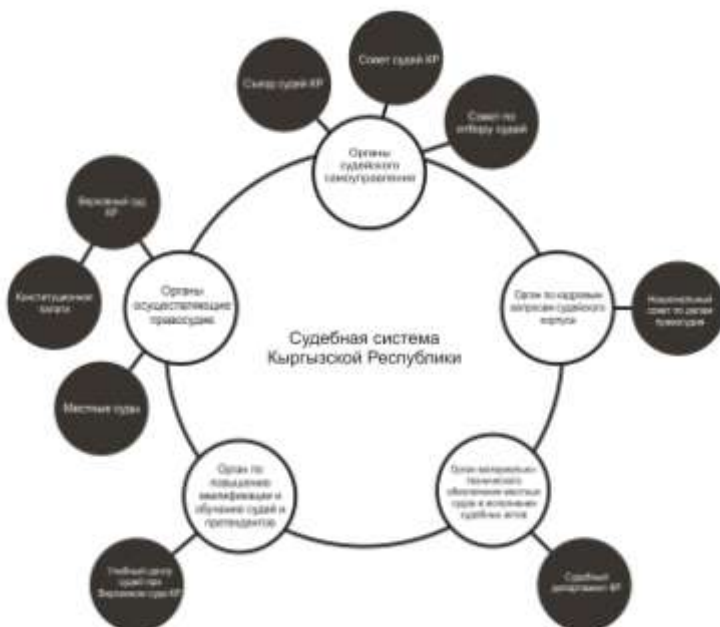 Съезд судей КР
Совет судей КР
Совет по
отбору судей
Органы
судейского
самоуправления
Верховный суд
КР
Конституционная
палата
Местные суды
Органы
осуществляющие
правосудие
Судебная система
Кыргызской Республики
Орган по кадровым
вопросам судейского
корпуса
Национальный
совет по делам
правосудия
Орган по
повышению
квалификации и
обучению судей и
претендентов
Учебный центр
судей при
Верховном суде КР
Орган материально-
технического
обеспечения местных
судов и исполнения
судебных актов
Судебный
департамент КР